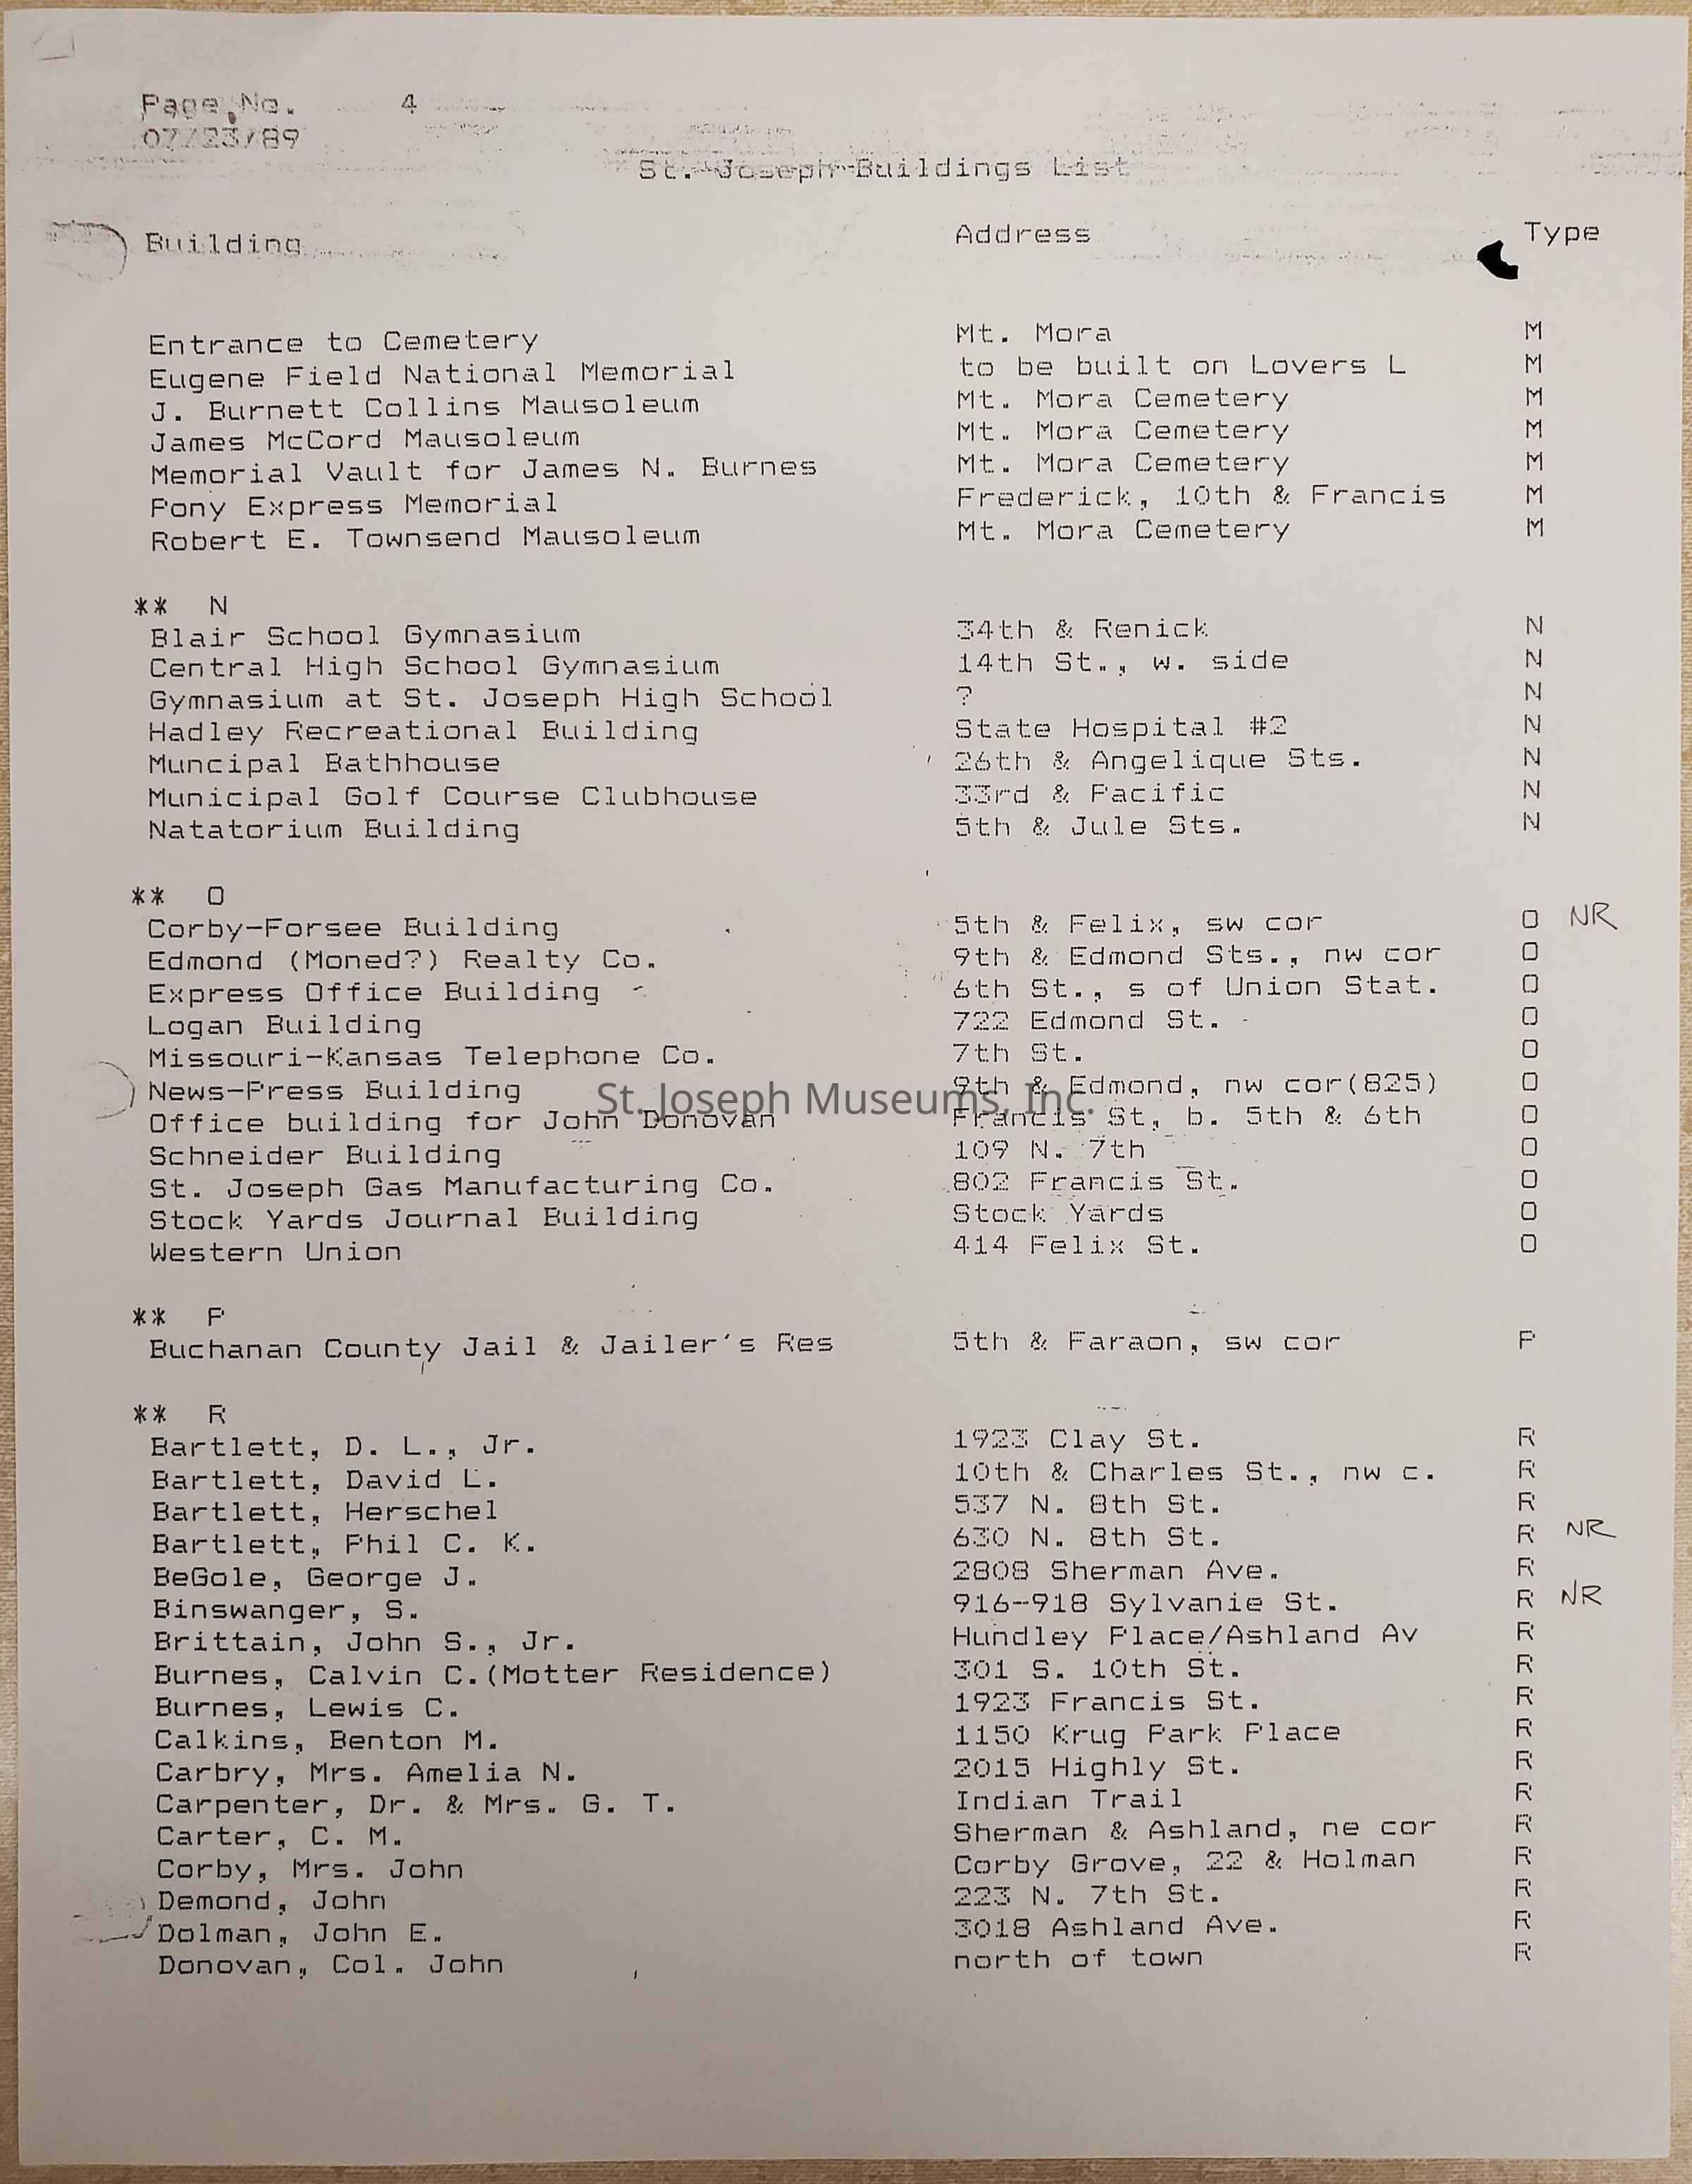 Page No. 4
07/23/89
St. Joseph Buildings List
Building Address Type
Entrance to Cemetery Mt. Mora M
Eugene Field National Memorial to be built on Lovers L M
J. Burnett Collins Mausoleum Mt. Mora Cemetery M
James McCord Mausoleum Mt. Mora Cemetery M
Memorial Vault for James N. Burnes Mt. Mora Cemetery M
Pony Express Memorial Frederick, 10th & Francis M
Robert E. Townsend Mausoleum Mt. Mora Cemetery M
** N
Blair School Gymnasium 34th & Renick N
Central High School Gymnasium 14th St., w. side N
Gymnasium at St. Joseph High School ? N
Hadley Recreational Building State Hospital #2 N
Muncipal Bathhouse 26th & Angelique Sts. N
Municipal Golf Course Clubhouse 33rd & Pacific N
Natatorium Building 5th & Jule Sts. N
** O
Corby-Forsee Building 5th & Felix, sw cor O NR
Edmond (Moned?) Realty Co. 9th & Edmond Sts., nw cor O
Express Office Building 6th St., s of Union Stat. O
Logan Building 722 Edmond St. O
Missouri-Kansas Telephone Co. 7th St. O
News-Press Building 9th & Edmond, nw cor(825) O
St. Joseph Museums, Inc.
Office building for John Donovan Francis St, b. 5th & 6th O
Schneider Building 109 N. 7th O
St. Joseph Gas Manufacturing Co. 802 Francis St. O
Stock Yards Journal Building Stock Yards O
Western Union 414 Felix St. O
** P
Buchanan County Jail & Jailer's Res 5th & Faraon, sw cor P
** R
Bartlett, D. L., Jr. 1923 Clay St. R
Bartlett, David L. 10th & Charles St., nw c. R
Bartlett, Herschel 537 N. 8th St. R
Bartlett, Phil C. K. 630 N. 8th St. R NR
BeGole, George J. 2808 Sherman Ave. R
Binswanger, S. 916-918 Sylvanie St. R NR
Brittain, John S., Jr. Hundley Place/Ashland Av R
Burnes, Calvin C.(Motter Residence) 301 S. 10th St. R
Burnes, Lewis C. 1923 Francis St. R
Calkins, Benton M. 1150 Krug Park Place R
Carbry, Mrs. Amelia N. 2015 Highly St. R
Carpenter, Dr. & Mrs. G. T. Indian Trail R
Carter, C. M. Sherman & Ashland, ne cor R
Corby, Mrs. John Corby Grove, 22 & Holman R
Demond, John 223 N. 7th St. R
Dolman, John E. 3018 Ashland Ave. R
Donovan, Col. John north of town R